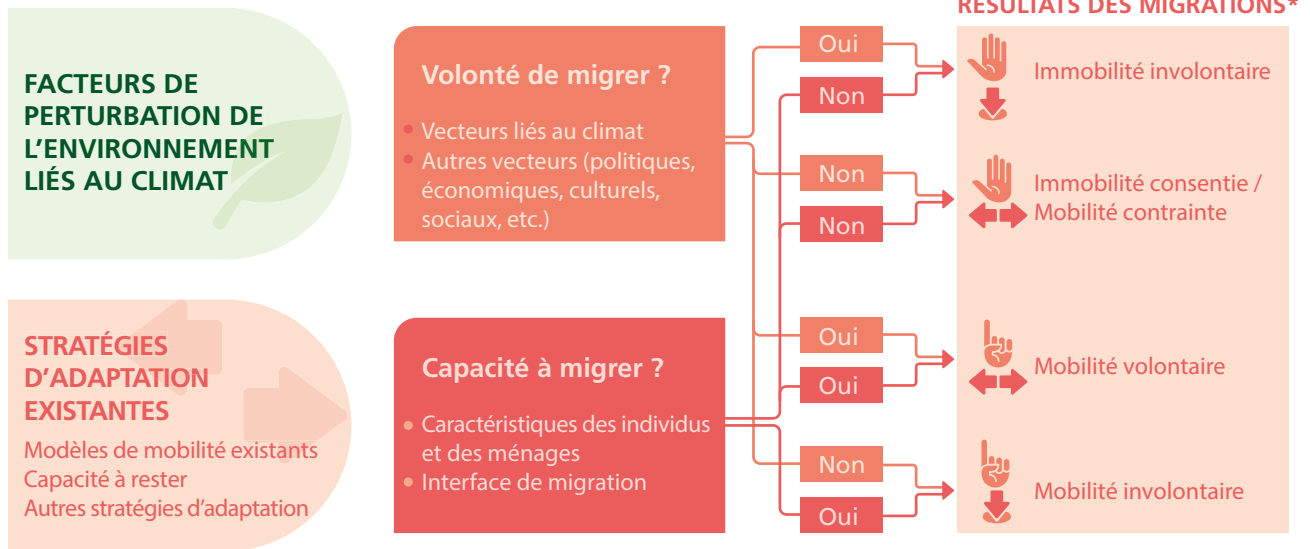 RÉSULTATS DES MIGRATIONS*
FACTEURS DE
PERTURBATION DE
L’ENVIRONNEMENT
LIÉS AU CLIMAT
STRATÉGIES
D’ADAPTATION
EXISTANTES
Modèles de mobilité existants
Capacité à rester
Autres stratégies d’adaptation
Volonté de migrer ?
• Vecteurs liés au climat
• Autres vecteurs (politiques,
économiques, culturels,
sociaux, etc.)
Capacité à migrer ?
• Caractéristiques des individus
et des ménages
• Interface de migration
Oui
Non
Immobilité involontaire
Non
Non
Immobilité consentie /
Mobilité contrainte
Oui
Oui
Mobilité volontaire
Non
Oui
Mobilité involontaire